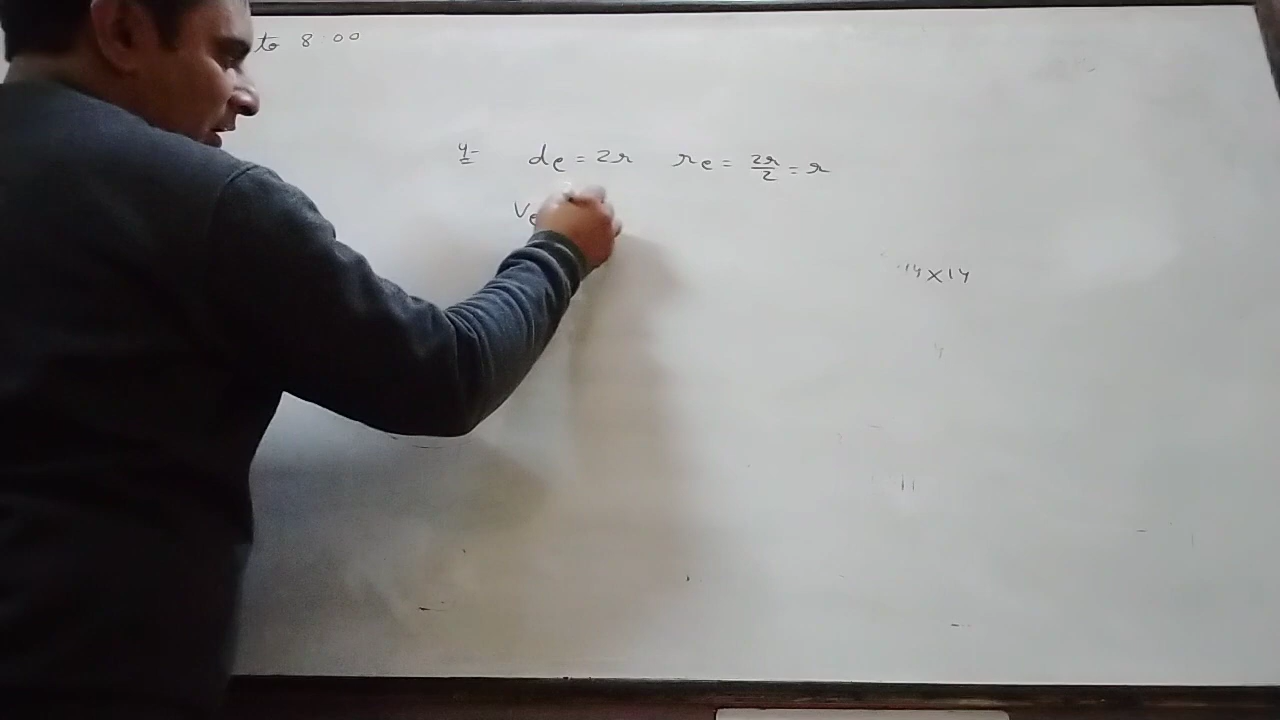 to 8:00
4- de = 2r re = 2r/2 = r
Ve
14×14